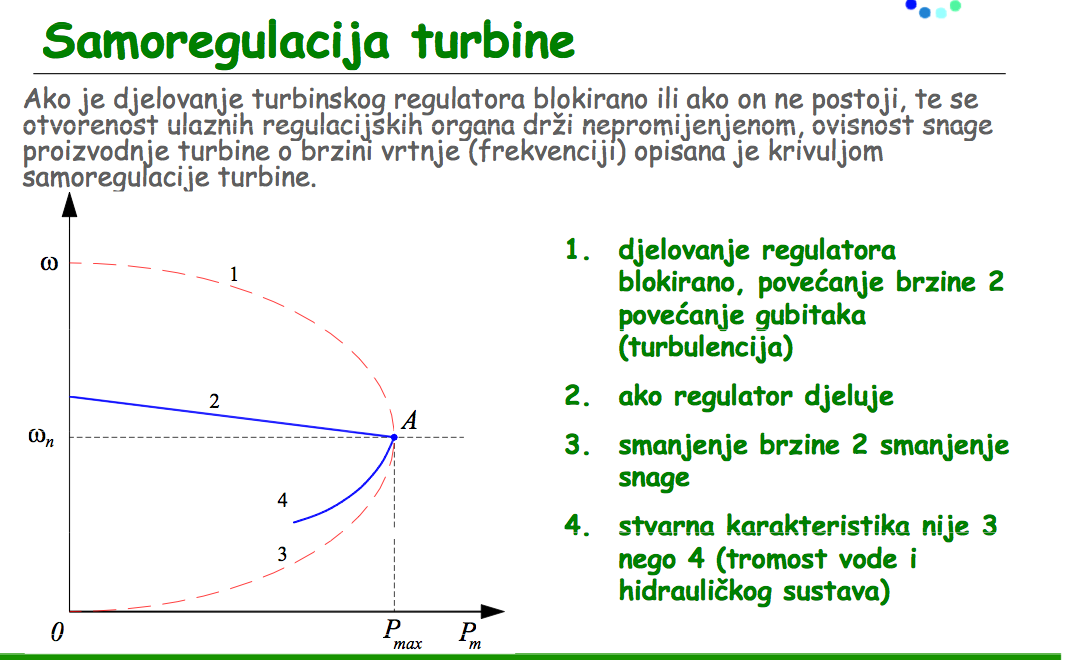 Samoregulacija turbine
Ako je djelovanje turbinskog regulatora blokirano ili ako on ne postoji, te se
otvorenost ulaznih regulacijskih organa drži nepromijenjenom, ovisnost snage
proizvodnje turbine o brzini vrtnje (frekvenciji) opisana je krivuljom
samoregulacije turbine.
ω
1
2
A
ωn
4
3
0
Pmax
Pm
1. djelovanje regulatora
blokirano, povećanje brzine 2
povećanje gubitaka
(turbulencija)
2. ako regulator djeluje
3. smanjenje brzine 2 smanjenje
snage
4. stvarna karakteristika nije 3
nego 4 (tromost vode i
hidrauličkog sustava)